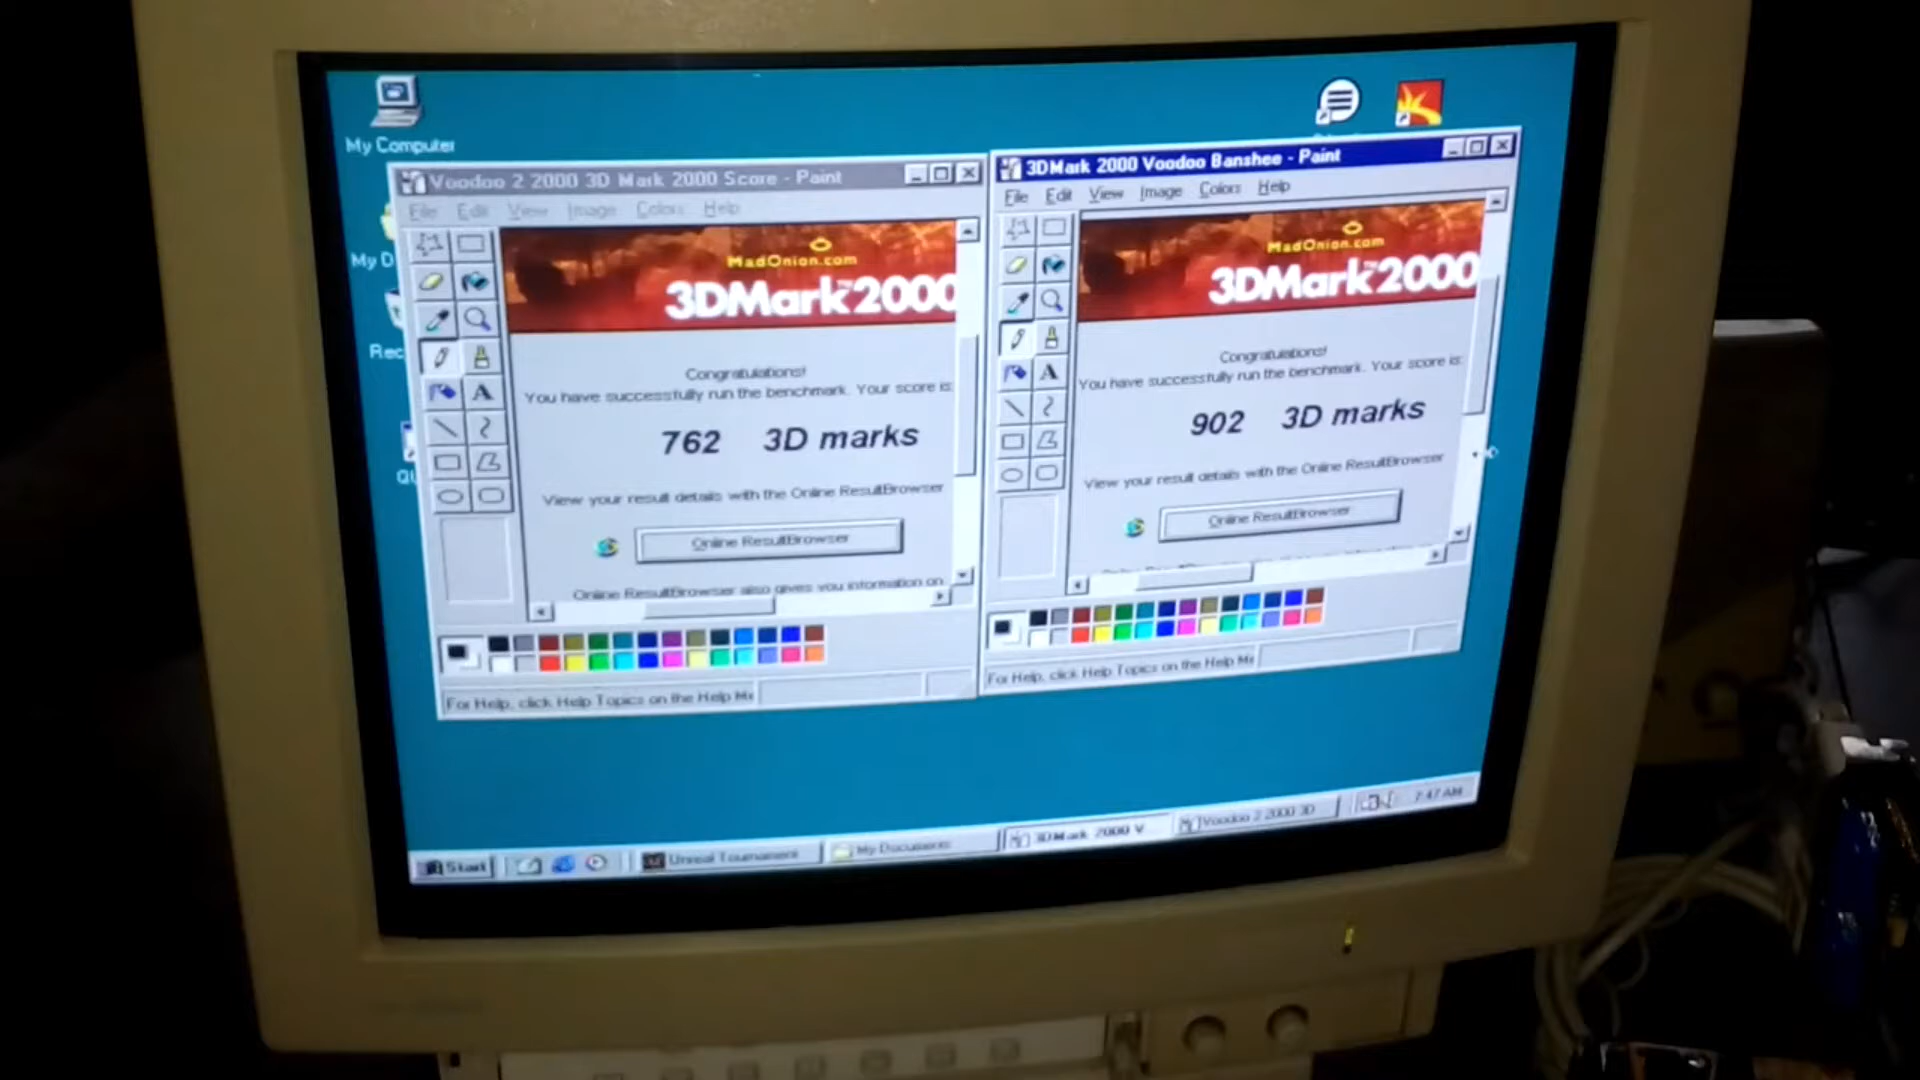 My Computer
My D
Rec
Voodoo 2 2000 3D Mark 2000 Score - Paint
File Edit View Image Colors Help
MadOnion.com
3DMark2000
Congratulations!
You have successfully run the benchmark. Your score is:
762 3D marks
View your result details with the Online ResultBrowser
Online ResultBrowser
Online ResultBrowser also gives you information on
For Help, click Help Topics on the Help Me
3DMark 2000 Voodoo Banshee - Paint
File Edit View Image Colors Help
MadOnion.com
3DMark™2000
Congratulations!
You have successfully run the benchmark. Your score is:
902 3D marks
View your result details with the Online ResultBrowser
Online ResultBrowser
For Help, click Help Topics on the Help Me
Start
Unreal Tournament
My Documents
3DMark 2000 V
Voodoo 2 2000 3D
7:47 AM